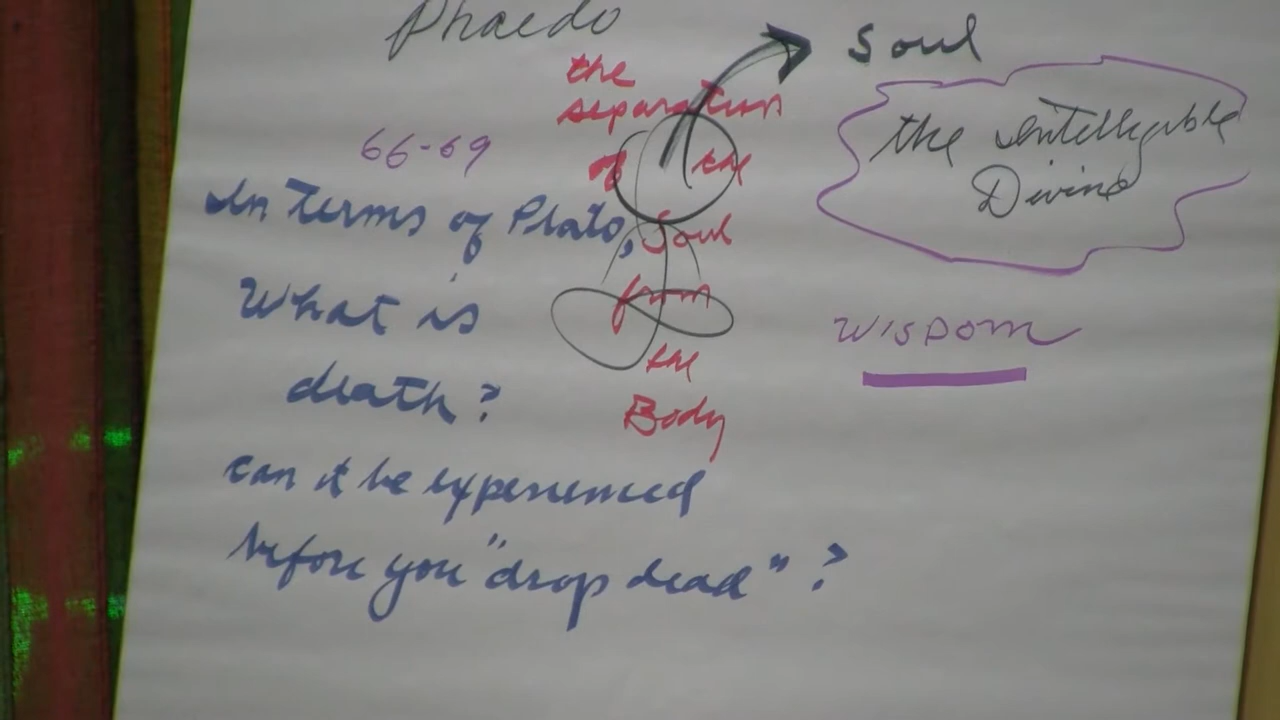 Phaedo
Soul
the
separation
of the
Soul
from
the
Body
the intelligable
Divine
66-69
In terms of Plato,
What is
death?
can it be experienced
before you "drop dead" ?
WISDOM